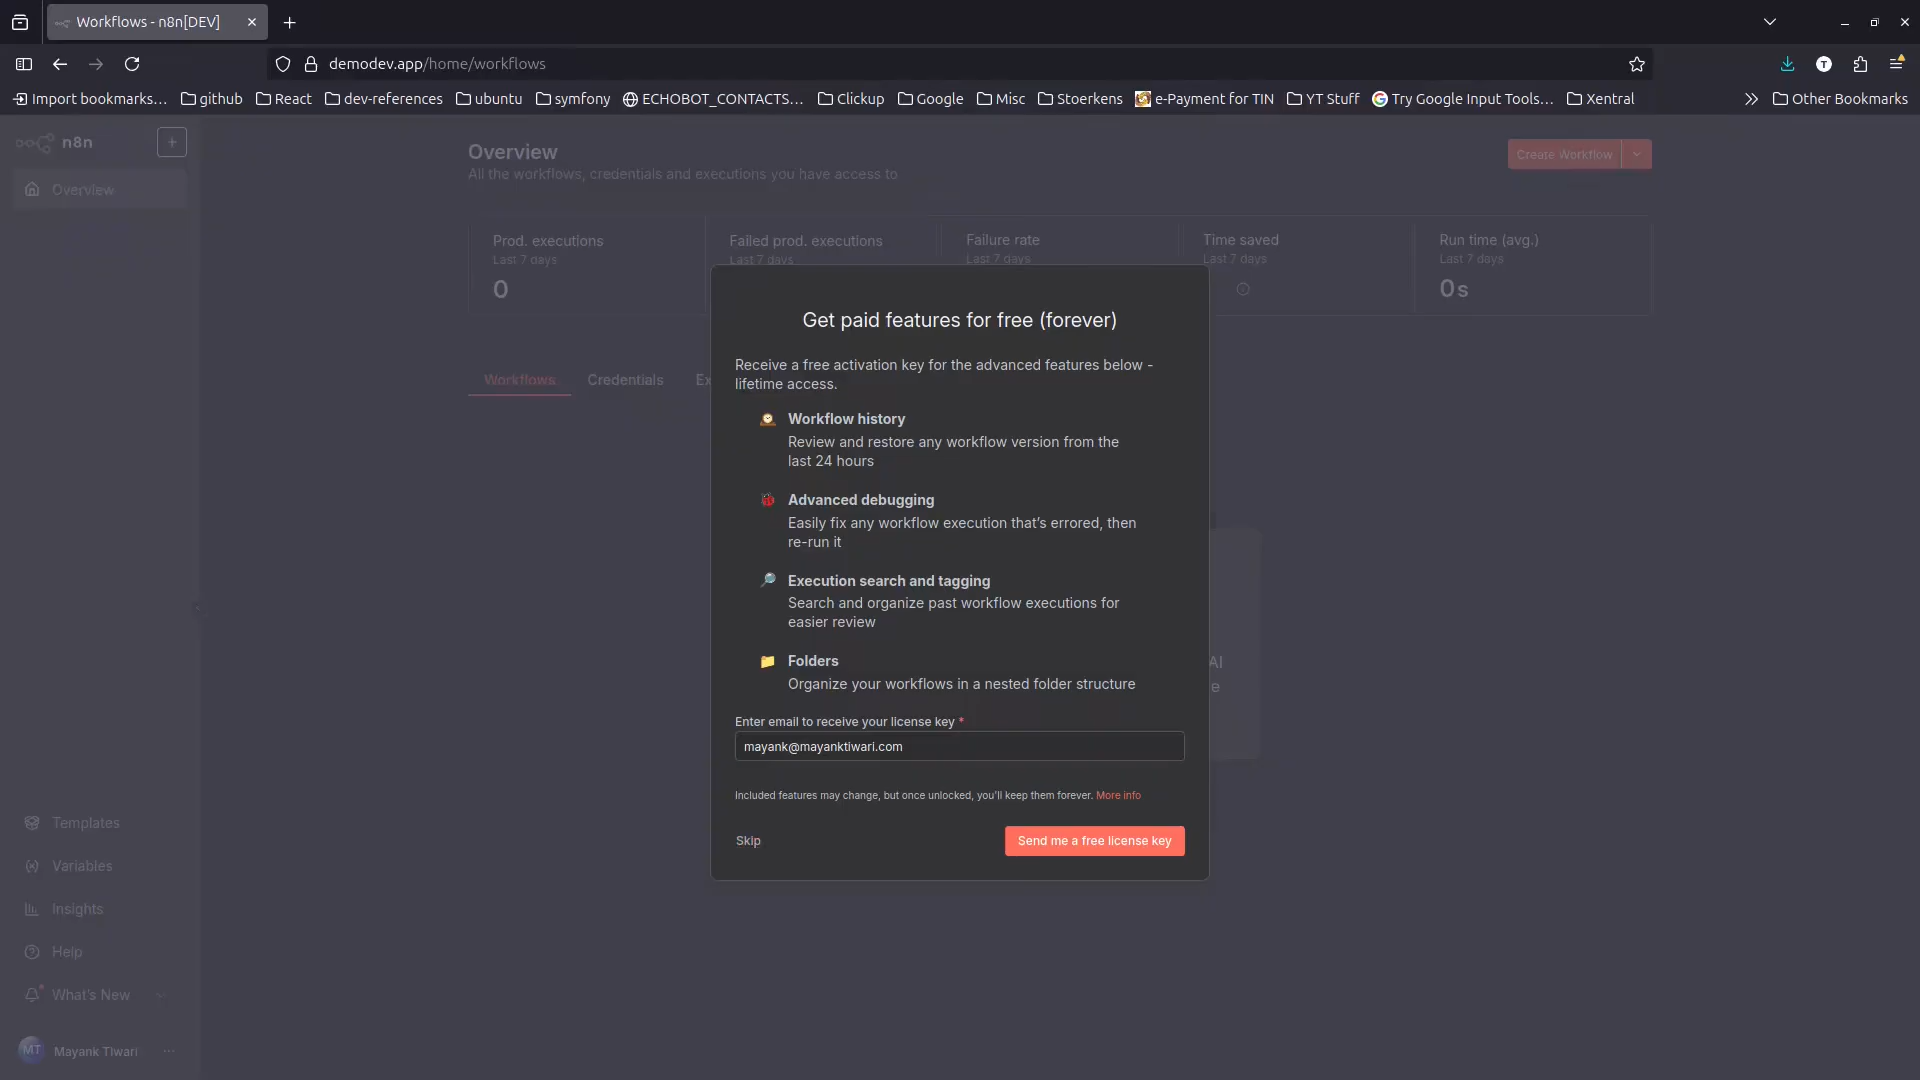 Workflows - n8n[DEV]
demodev.app/home/workflows
Import bookmarks…
github
React
dev-references
ubuntu
symfony
ECHOBOT_CONTACTS…
Clickup
Google
Misc
Stoerkens
e-Payment for TIN
YT Stuff
Try Google Input Tools…
Xentral
Other Bookmarks
n8n
Overview
Overview
All the workflows, credentials and executions you have access to
Create Workflow
Prod. executions
Last 7 days
0
Failed prod. executions
Last 7 days
Failure rate
Last 7 days
Time saved
Last 7 days
Run time (avg.)
Last 7 days
0s
Workflows
Credentials
Ex
Get paid features for free (forever)
Receive a free activation key for the advanced features below -
lifetime access.
Workflow history
Review and restore any workflow version from the
last 24 hours
Advanced debugging
Easily fix any workflow execution that's errored, then
re-run it
Execution search and tagging
Search and organize past workflow executions for
easier review
Folders
Organize your workflows in a nested folder structure
AI
e
Enter email to receive your license key *
mayank@mayanktiwari.com
Included features may change, but once unlocked, you'll keep them forever. More info
Skip
Send me a free license key
Templates
Variables
Insights
Help
What's New
MT
Mayank Tiwari